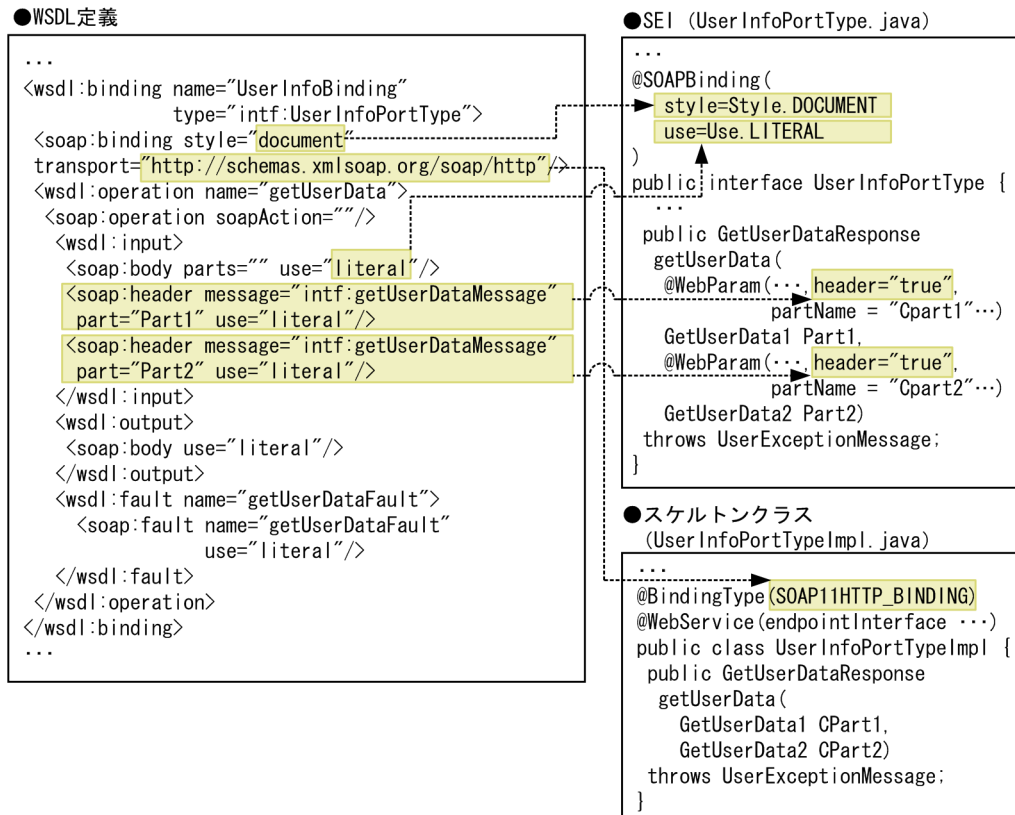 ●WSDL定義
...
<wsdl:binding name="UserInfoBinding"
type="intf:UserInfoPortType">
<soap:binding style="document"
transport="http://schemas.xmlsoap.org/soap/http"/>
<wsdl:operation name="getUserData">
<soap:operation soapAction=""/>
<wsdl:input>
<soap:body parts="" use="literal"/>
<soap:header message="intf:getUserDataMessage"
part="Part1" use="literal"/>
<soap:header message="intf:getUserDataMessage"
part="Part2" use="literal"/>
</wsdl:input>
<wsdl:output>
<soap:body use="literal"/>
</wsdl:output>
<wsdl:fault name="getUserDataFault">
<soap:fault name="getUserDataFault"
use="literal"/>
</wsdl:fault>
</wsdl:operation>
</wsdl:binding>
...
●SEI (UserInfoPortType.java)
...
@SOAPBinding(
style=Style.DOCUMENT
use=Use.LITERAL
)
public interface UserInfoPortType {
...
public GetUserDataResponse
getUserData(
@WebParam(···,header="true",
partName = "Cpart1"···)
GetUserData1 Part1,
@WebParam(···,header="true",
partName = "Cpart2"···)
GetUserData2 Part2)
throws UserExceptionMessage;
}
●スケルトンクラス
(UserInfoPortTypeImpl.java)
...
@BindingType(SOAP11HTTP_BINDING)
@WebService(endpointInterface ···)
public class UserInfoPortTypeImpl {
public GetUserDataResponse
getUserData(
GetUserData1 CPart1,
GetUserData2 CPart2)
throws UserExceptionMessage;
}